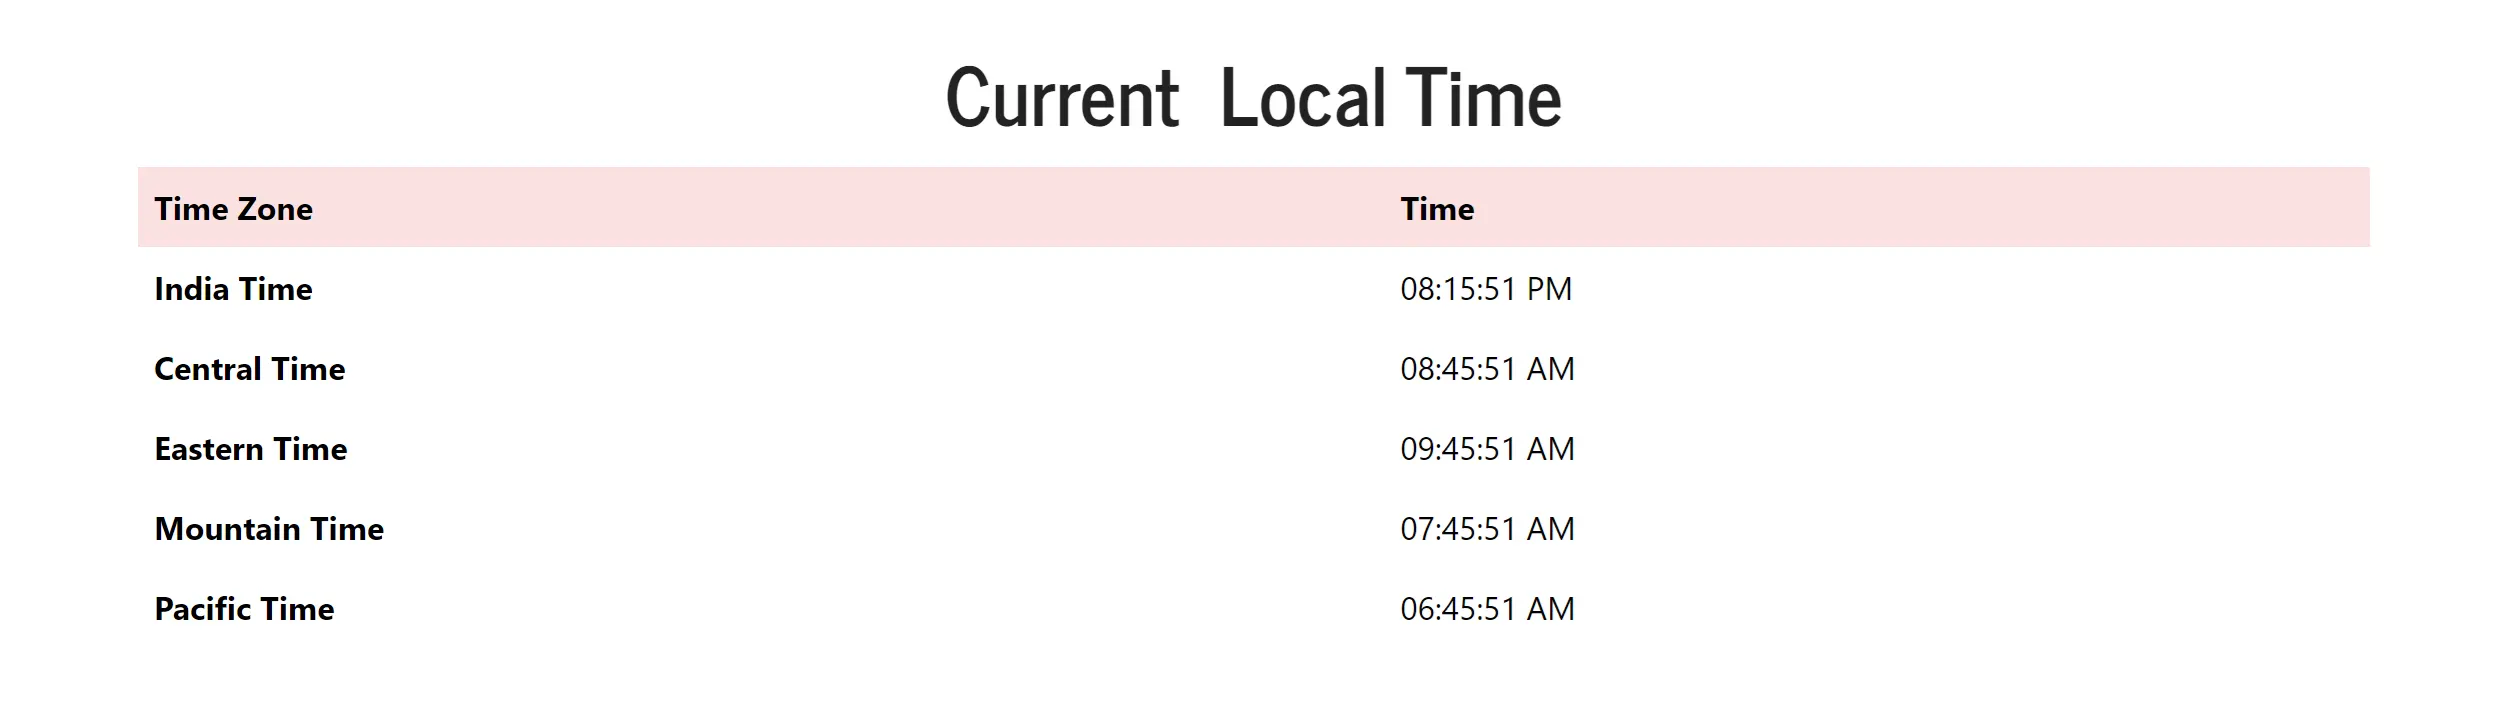 Current Local Time
Time Zone Time
India Time 08:15:51 PM
Central Time 08:45:51 AM
Eastern Time 09:45:51 AM
Mountain Time 07:45:51 AM
Pacific Time 06:45:51 AM